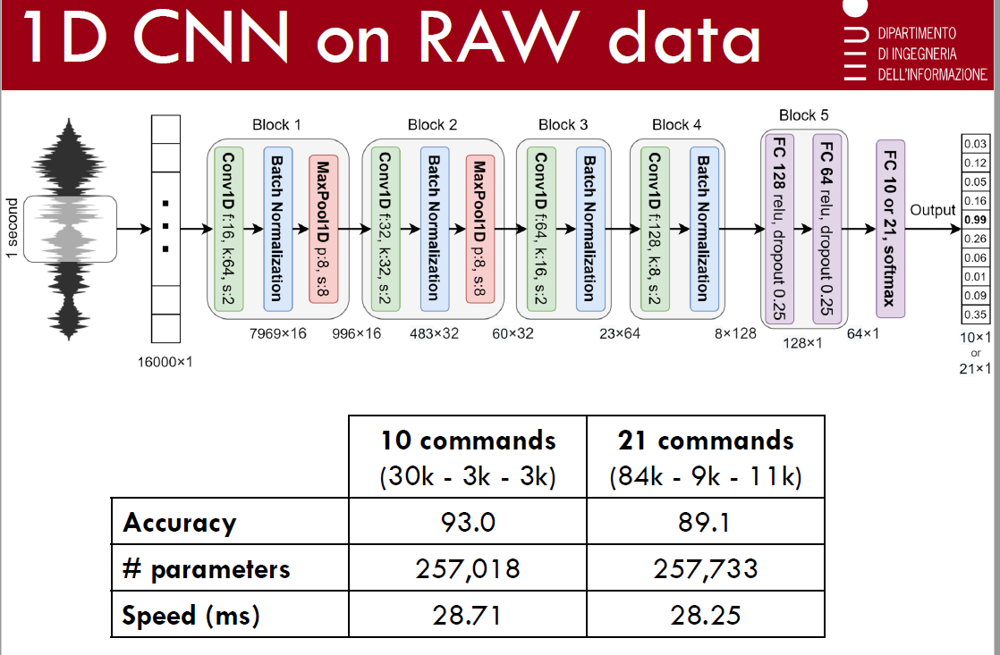 1D CNN on RAW data
DIPARTIMENTO
DI INGEGNERIA
DELL'INFORMAZIONE
1 second
16000×1
Block 1
Conv1D f:16, k:64, s:2
Batch Normalization
MaxPool1D p:8, s:8
7969×16
996×16
Block 2
Conv1D f:32, k:32, s:2
Batch Normalization
MaxPool1D p:8, s:8
483×32
60×32
Block 3
Conv1D f:64, k:16, s:2
Batch Normalization
23×64
Block 4
Conv1D f:128, k:8, s:2
Batch Normalization
8×128
Block 5
FC 128 relu, dropout 0.25
FC 64 relu, dropout 0.25
128×1
64×1
FC 10 or 21, softmax
Output
0.03
0.12
0.05
0.16
0.99
0.26
0.06
0.01
0.09
0.35
10×1
or
21×1
10 commands 21 commands
(30k - 3k - 3k) (84k - 9k - 11k)
Accuracy 93.0 89.1
# parameters 257,018 257,733
Speed (ms) 28.71 28.25